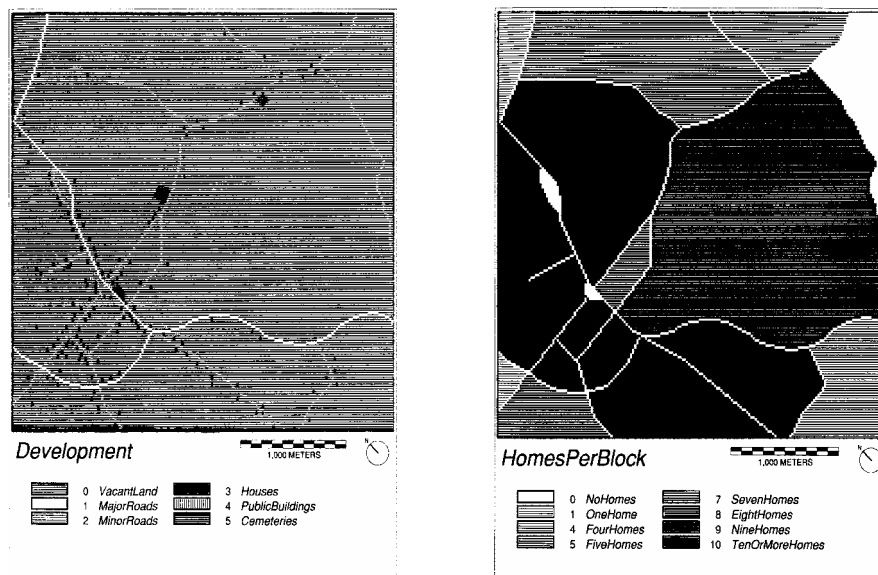 Development
N
1,000 METERS
0 VacantLand
1 MajorRoads
2 MinorRoads
3 Houses
4 PublicBuildings
5 Cemeteries
HomesPerBlock
N
1,000 METERS
0 NoHomes
1 OneHome
4 FourHomes
5 FiveHomes
7 SevenHomes
8 EightHomes
9 NineHomes
10 TenOrMoreHomes